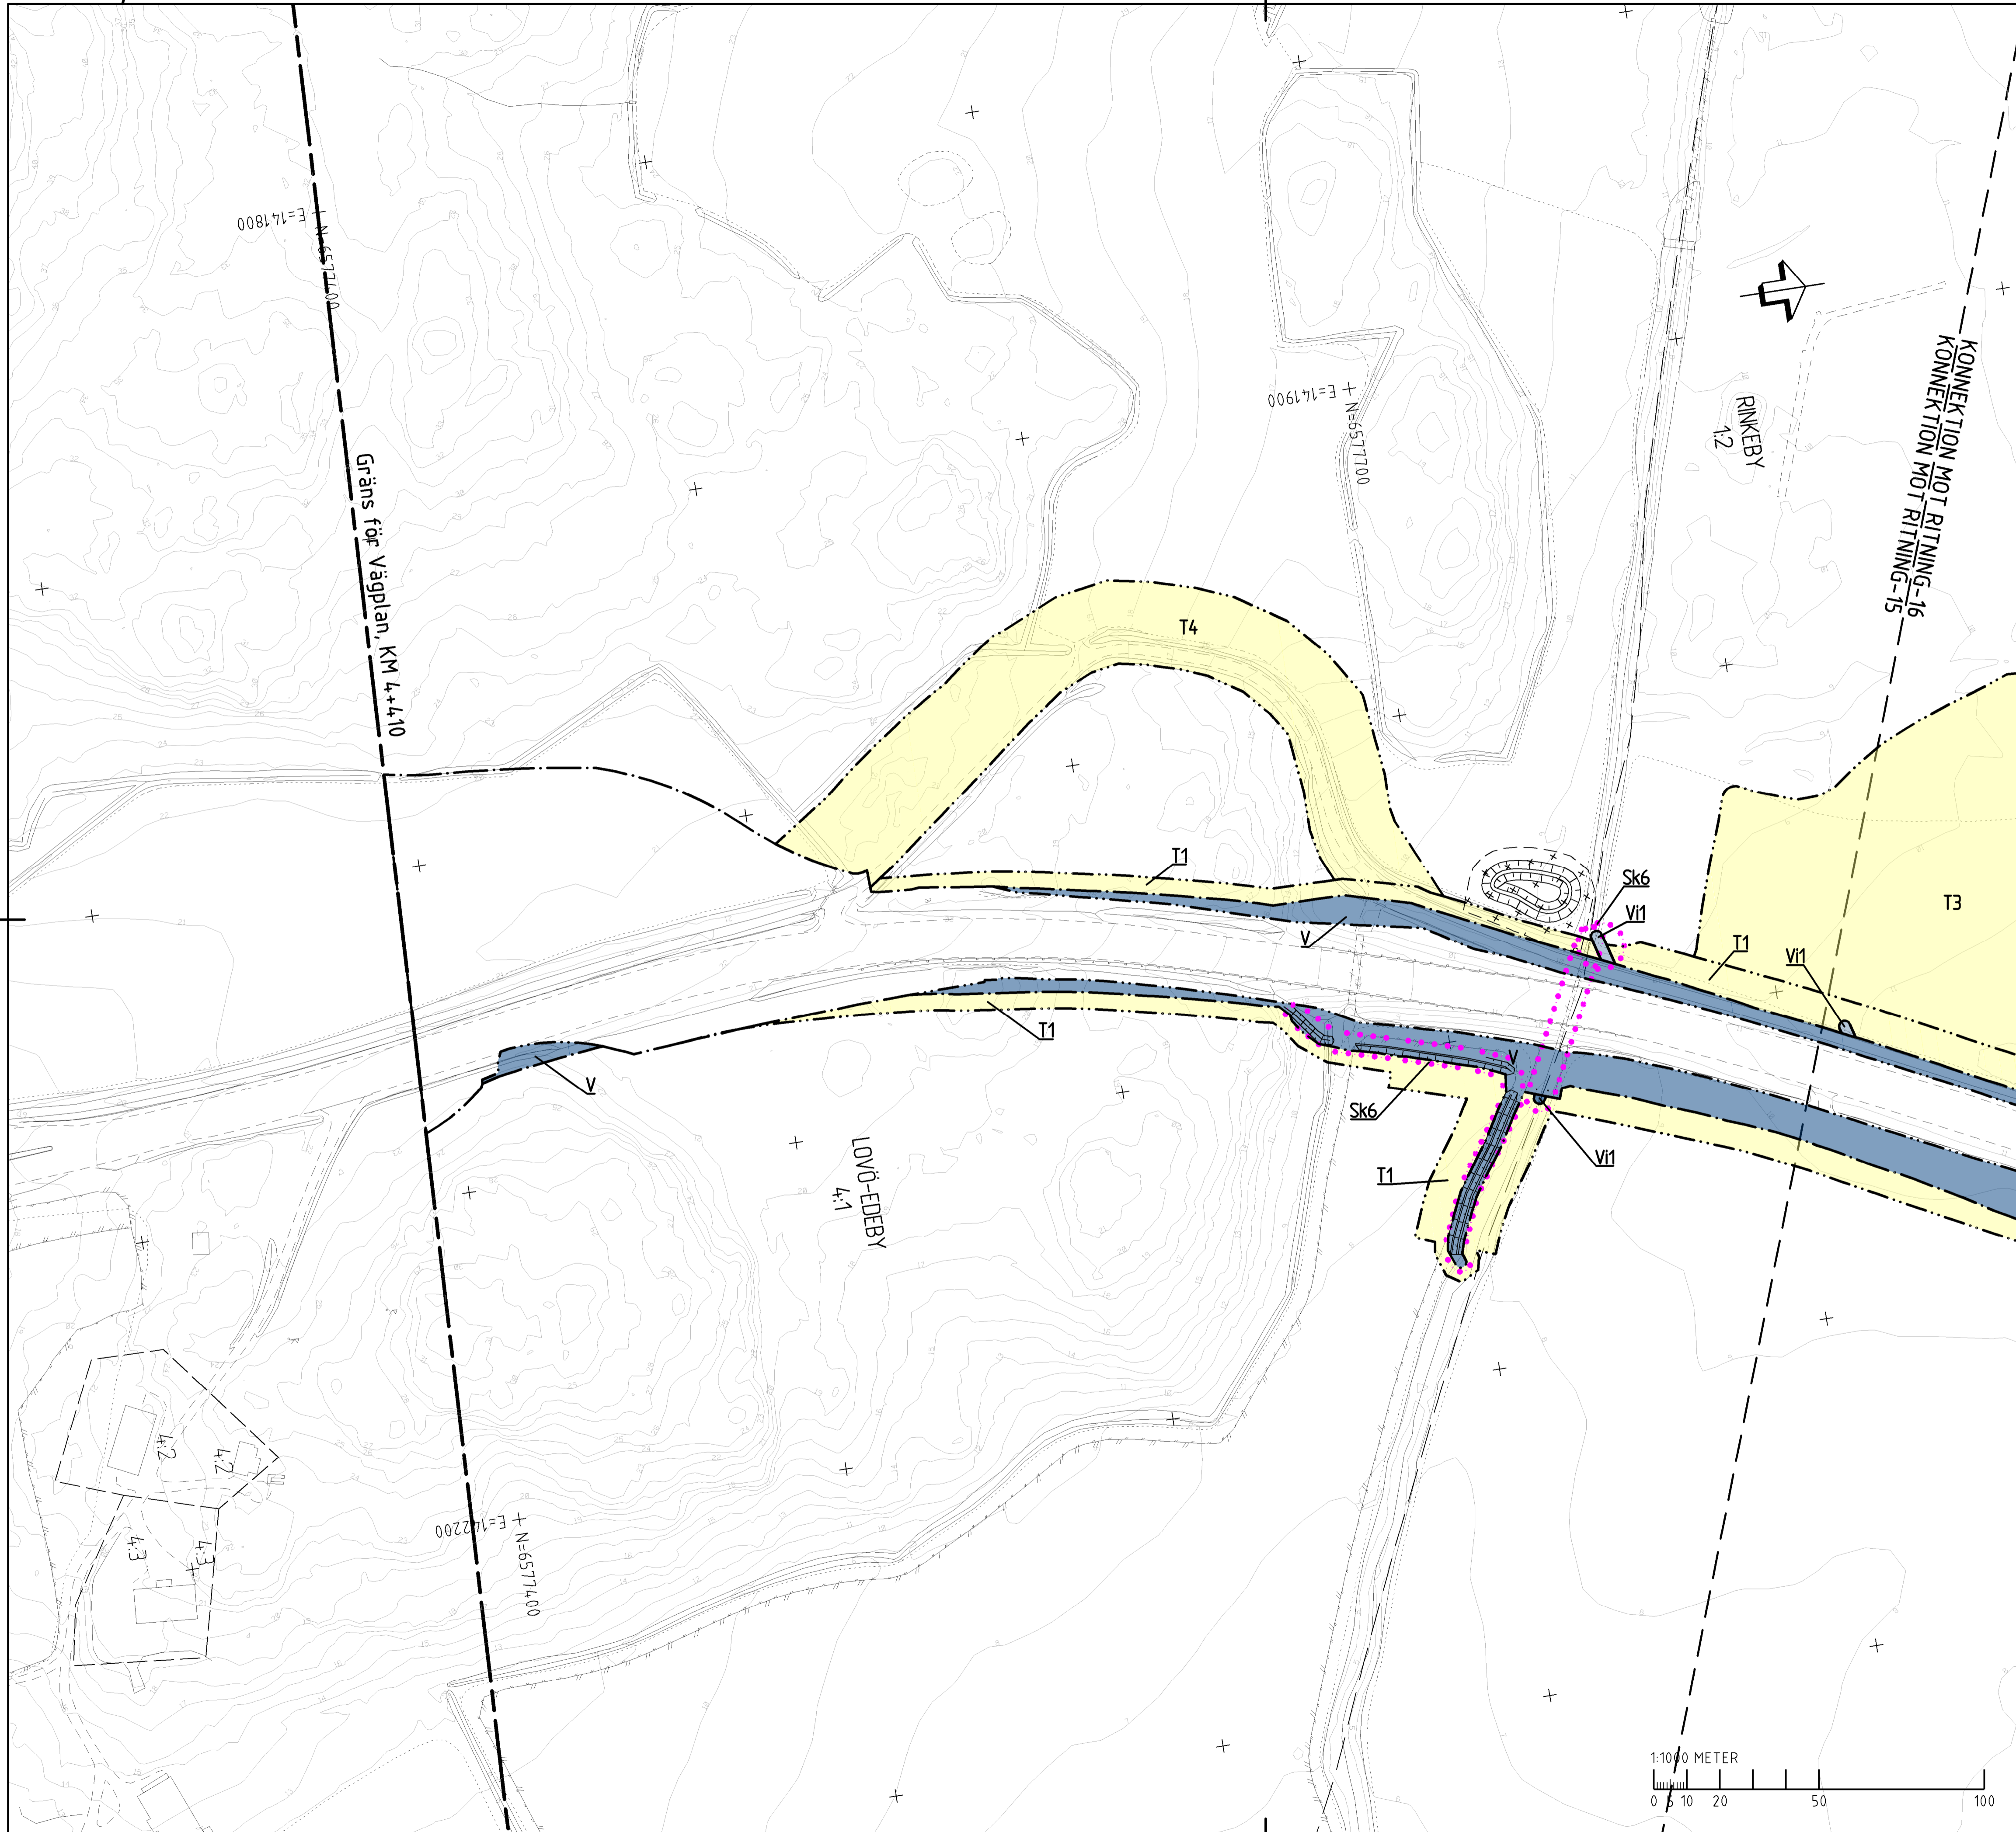 E=141800
N=6577400
Gräns för Vägplan, KM 4+410
E=141900
N=6577700
RINKEBY
1:2
KONNEKTION MOT RITNING-16
KONNEKTION MOT RITNING-15
T4
T1
V
Sk6
Vi1
T1
Vi1
T3
V
T1
V
Sk6
T1
Vi1
LOVÖ-EDEBY
4:1
4:2
4:2
4:3
4:3
E=142200
N=6577400
1:1000 METER
0 5 10 20 50 100